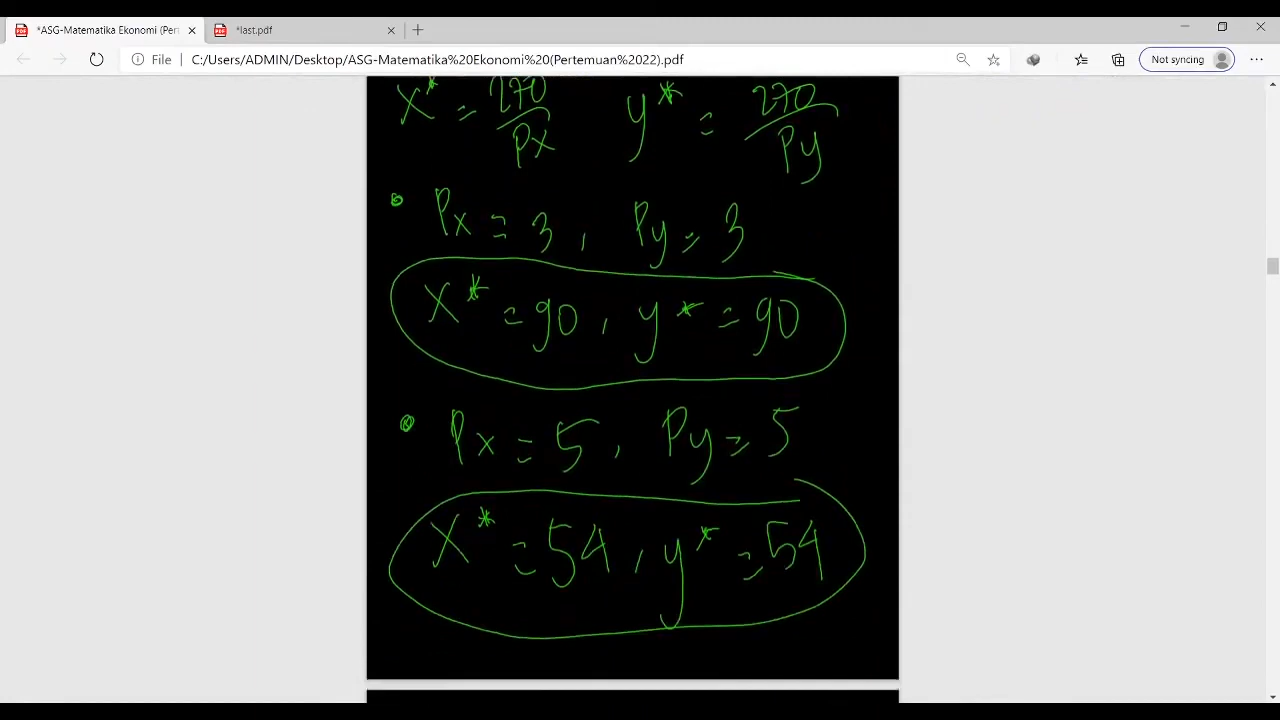 *ASG-Matematika Ekonomi (Pert
*last.pdf
File
C:/Users/ADMIN/Desktop/ASG-Matematika%20Ekonomi%20(Pertemuan%2022).pdf
Not syncing
X* = 270/Px y* = 270/Py
Px = 3, Py = 3
X* = 90, y* = 90
Px = 5, Py = 5
X* = 54, y* = 54